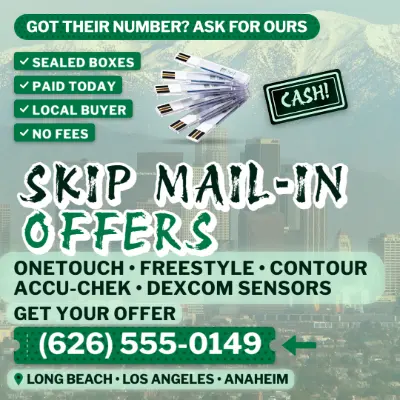 GOT THEIR NUMBER? ASK FOR OURS
SEALED BOXES
PAID TODAY
LOCAL BUYER
NO FEES
CASH!
SKIP MAIL-IN
OFFERS
ONETOUCH • FREESTYLE • CONTOUR
ACCU-CHEK • DEXCOM SENSORS
GET YOUR OFFER
(626) 555-0149
LONG BEACH • LOS ANGELES • ANAHEIM